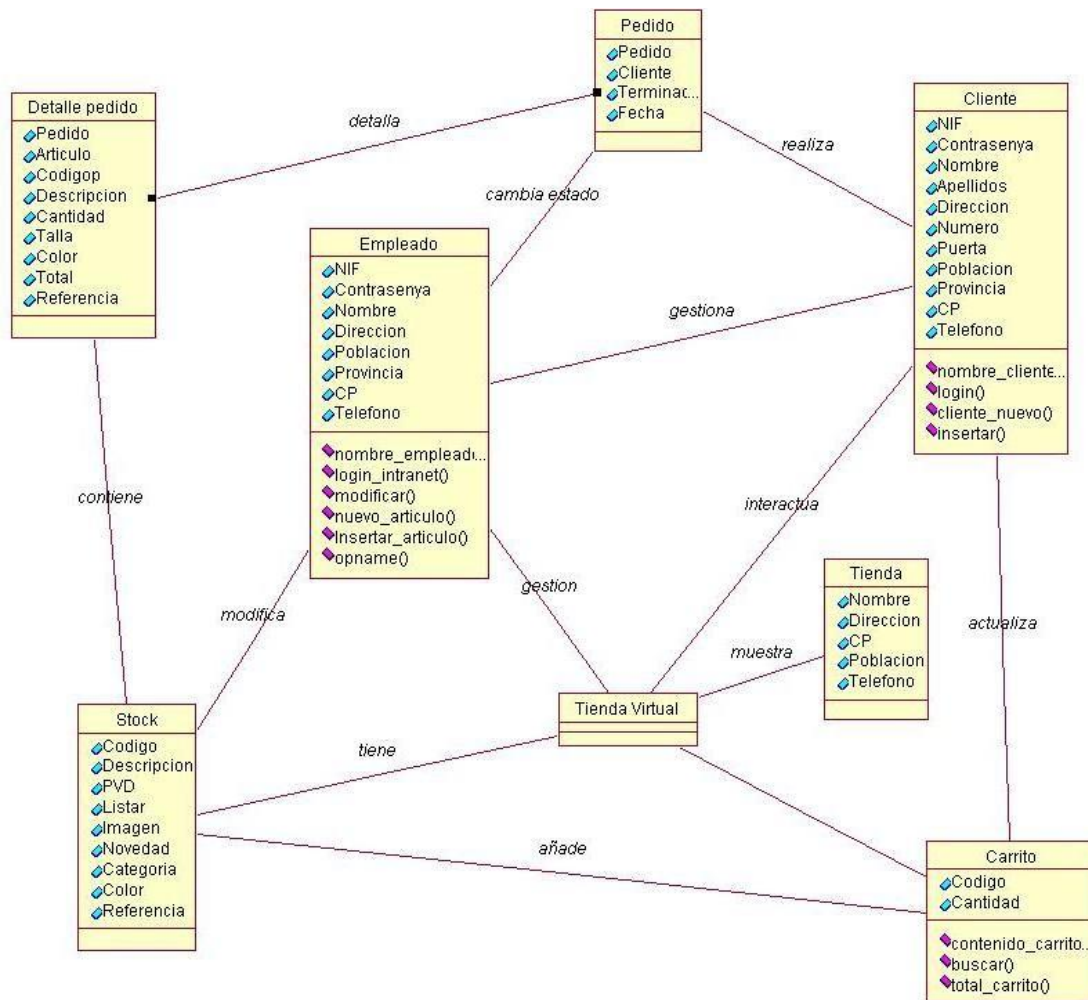 Pedido
Pedido
Cliente
Terminac...
Fecha
Detalle pedido
Pedido
Articulo
Codigop
Descripcion
Cantidad
Talla
Color
Total
Referencia
detalla
realiza
cambia estado
Cliente
NIF
Contrasenya
Nombre
Apellidos
Direccion
Numero
Puerta
Poblacion
Provincia
CP
Telefono
nombre_cliente...
login()
cliente_nuevo()
insertar()
Empleado
NIF
Contrasenya
Nombre
Direccion
Poblacion
Provincia
CP
Telefono
nombre_emplead...
login_intranet()
modificar()
nuevo_articulo()
Insertar_articulo()
opname()
gestiona
contiene
interactua
modifica
gestion
Tienda
Nombre
Direccion
CP
Poblacion
Telefono
actualiza
muestra
Tienda Virtual
tiene
Stock
Codigo
Descripcion
PVD
Listar
Imagen
Novedad
Categoria
Color
Referencia
añade
Carrito
Codigo
Cantidad
contenido_carrito...
buscar()
total_carrito()